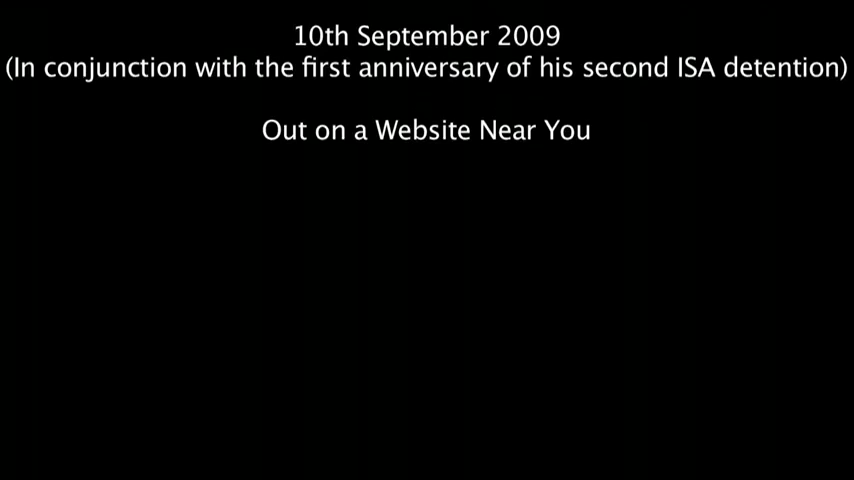 10th September 2009
(In conjunction with the first anniversary of his second ISA detention)
Out on a Website Near You